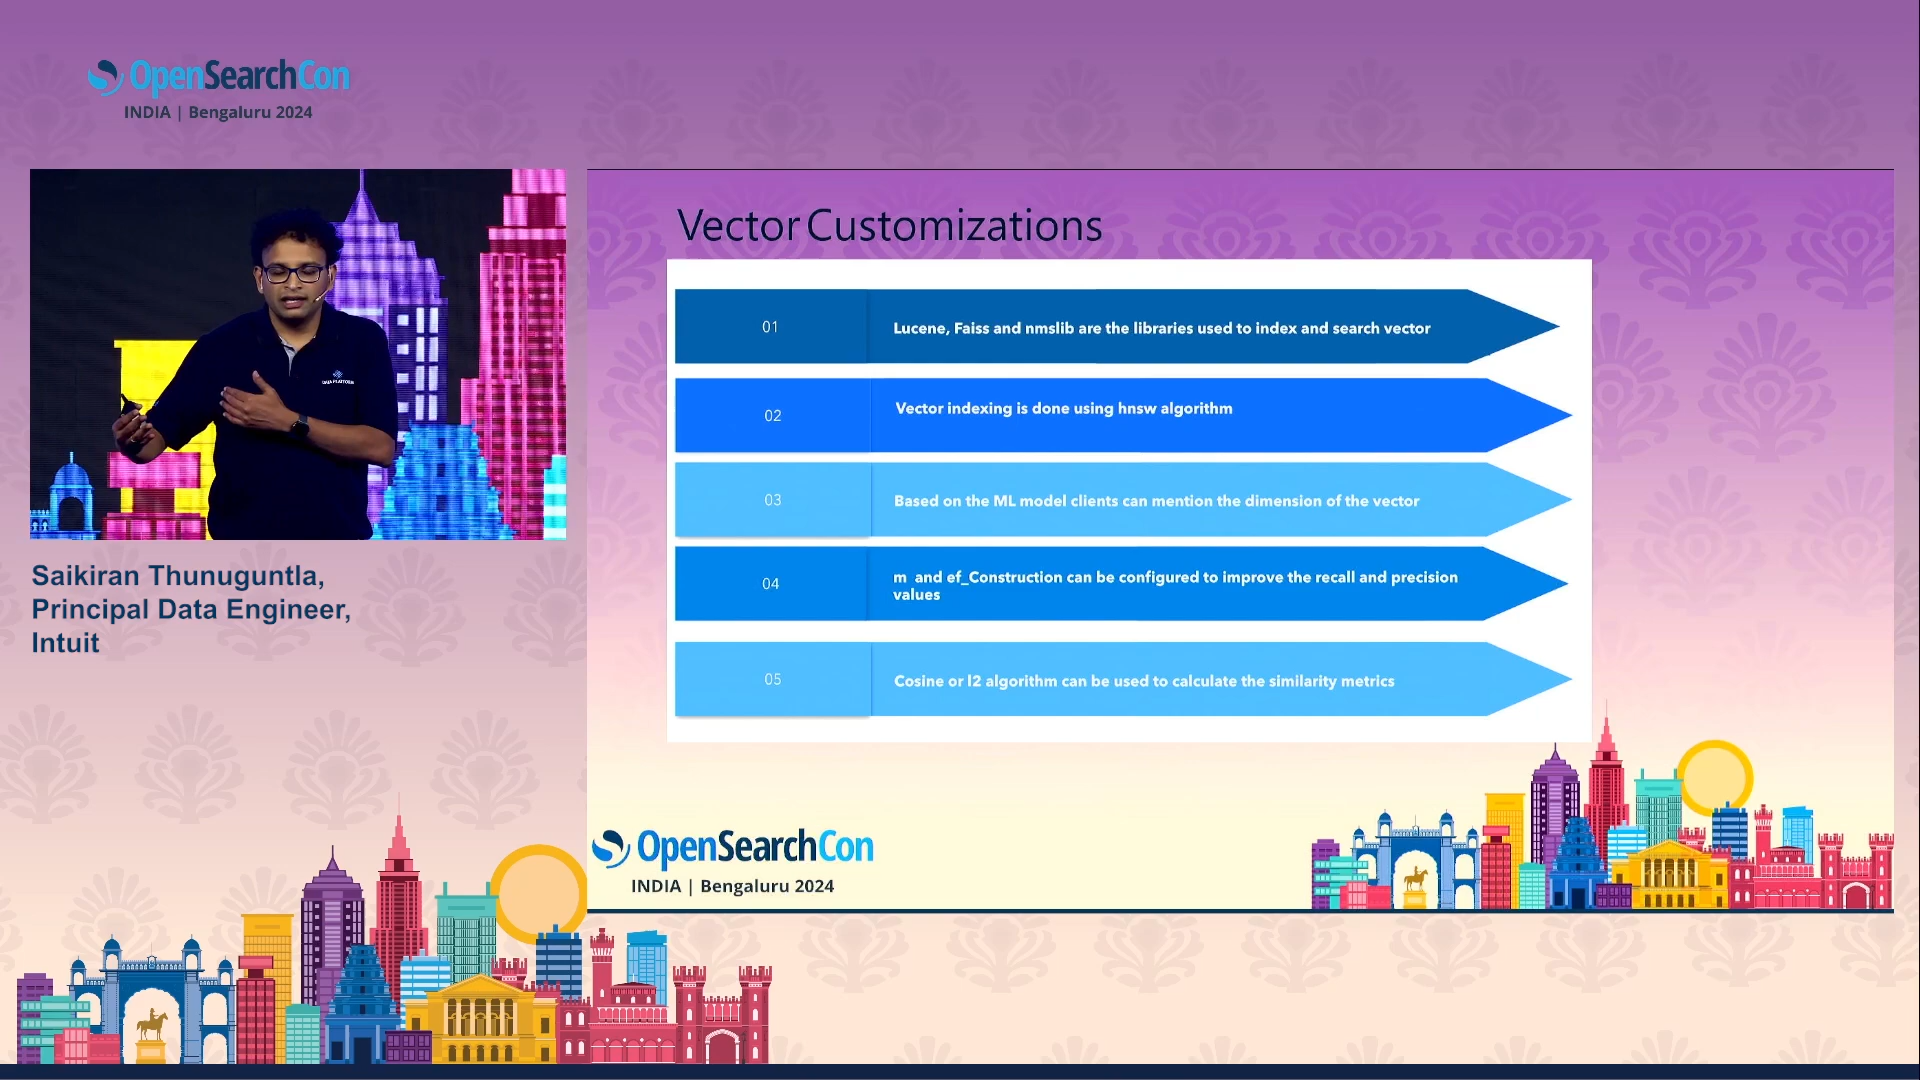 OpenSearchCon
INDIA | Bengaluru 2024
Saikiran Thunuguntla,
Principal Data Engineer,
Intuit
Vector Customizations
01
Lucene, Faiss and nmslib are the libraries used to index and search vector
02
Vector indexing is done using hnsw algorithm
03
Based on the ML model clients can mention the dimension of the vector
04
m and ef_Construction can be configured to improve the recall and precision
values
05
Cosine or l2 algorithm can be used to calculate the similarity metrics
OpenSearchCon
INDIA | Bengaluru 2024